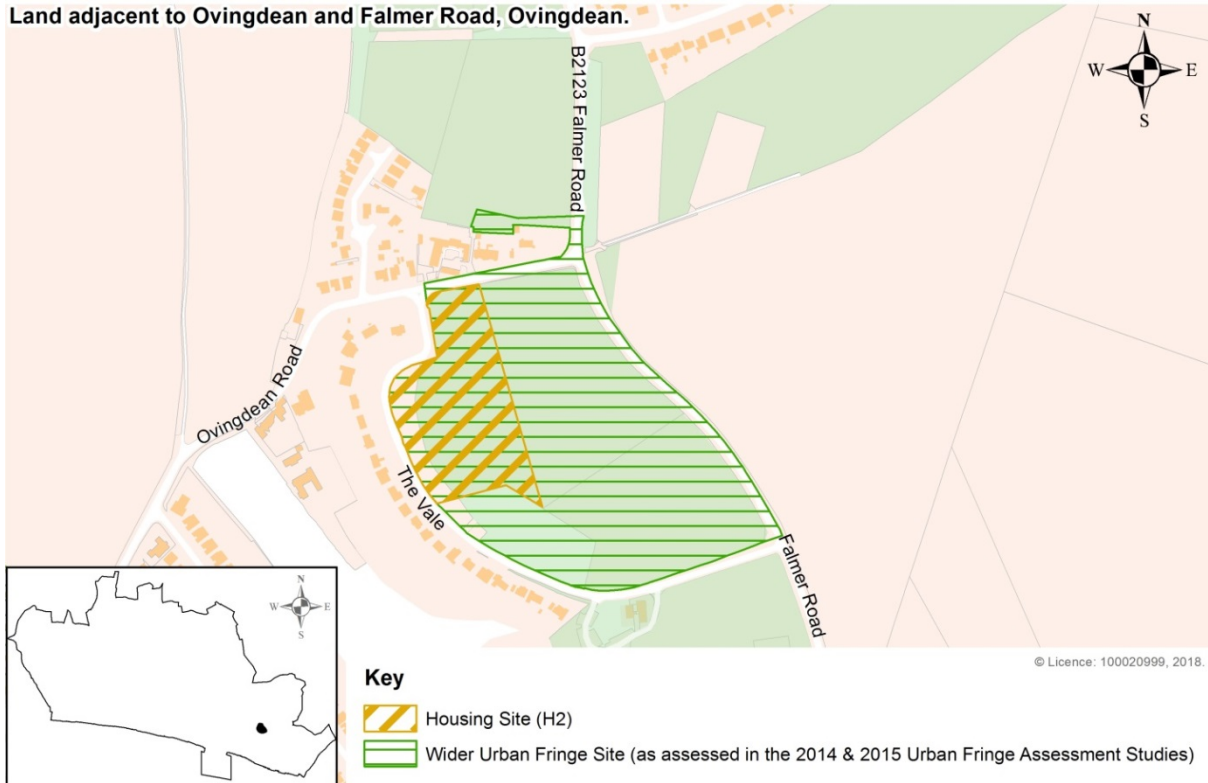 Land adjacent to Ovingdean and Falmer Road, Ovingdean.
B2123 Falmer Road
N
W
E
S
Ovingdean Road
The Vale
Falmer Road
© Licence: 100020999, 2018.
N
W
E
S
Key
Housing Site (H2)
Wider Urban Fringe Site (as assessed in the 2014 & 2015 Urban Fringe Assessment Studies)